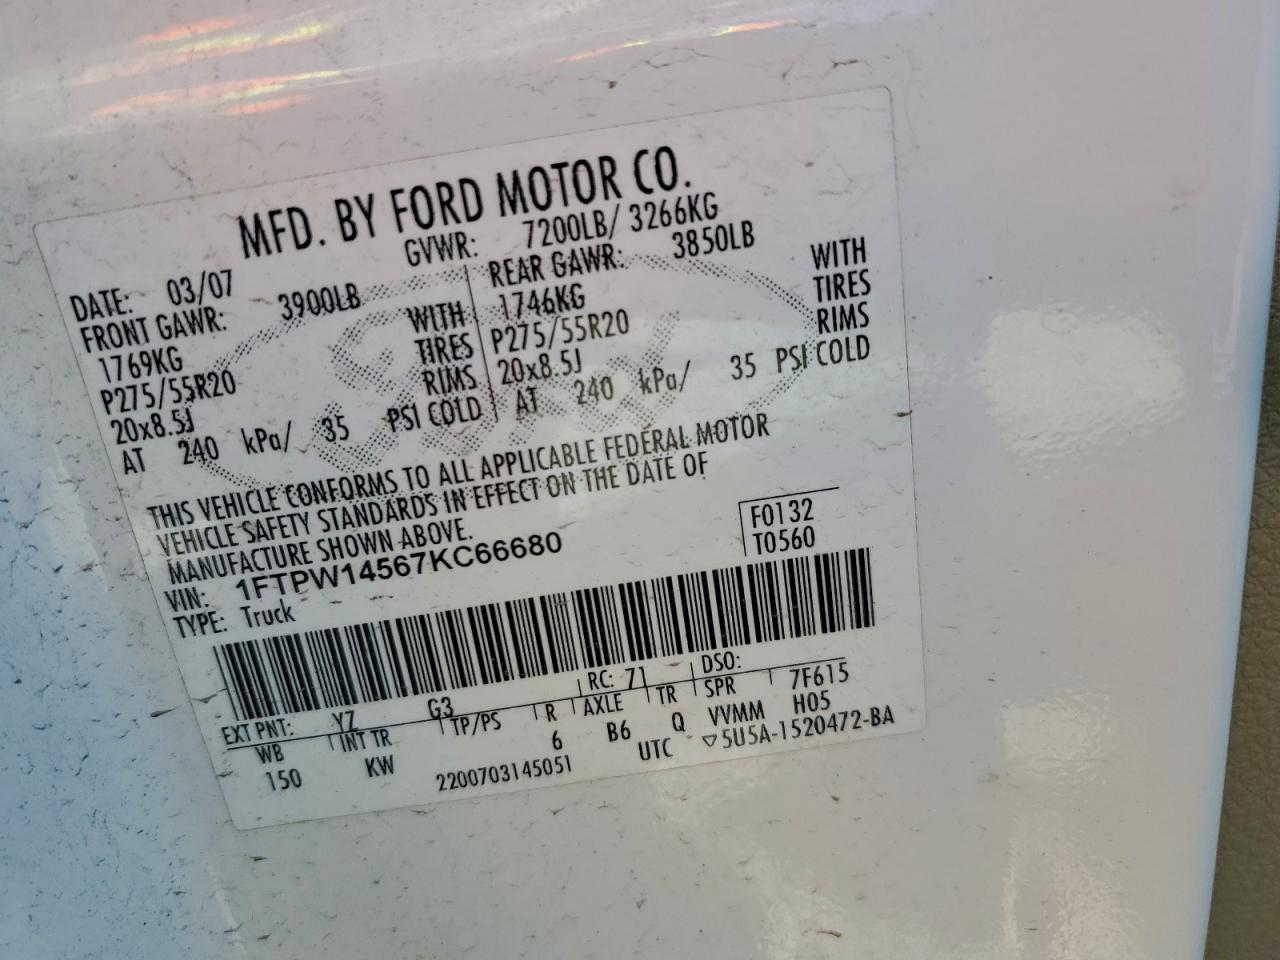 MFD. BY FORD MOTOR CO.
DATE: 03/07 GVWR: 7200LB/ 3266KG
FRONT GAWR: 3900LB REAR GAWR: 3850LB
1769KG WITH 1746KG WITH
P275/55R20 TIRES P275/55R20 TIRES
20x8.5J RIMS 20x8.5J RIMS
AT 240 kPa/ 35 PSI COLD AT 240 kPa/ 35 PSI COLD
THIS VEHICLE CONFORMS TO ALL APPLICABLE FEDERAL MOTOR
VEHICLE SAFETY STANDARDS IN EFFECT ON THE DATE OF
MANUFACTURE SHOWN ABOVE.
VIN: 1FTPW14567KC66680 F0132
TYPE: Truck T0560
EXT PNT: YZ G3 RC: 71 DSO: 7F615
WB INT TR TP/PS R AXLE TR SPR H05
150 KW 6 B6 Q VVMM
2200703145051 UTC ▽5U5A-1520472-BA